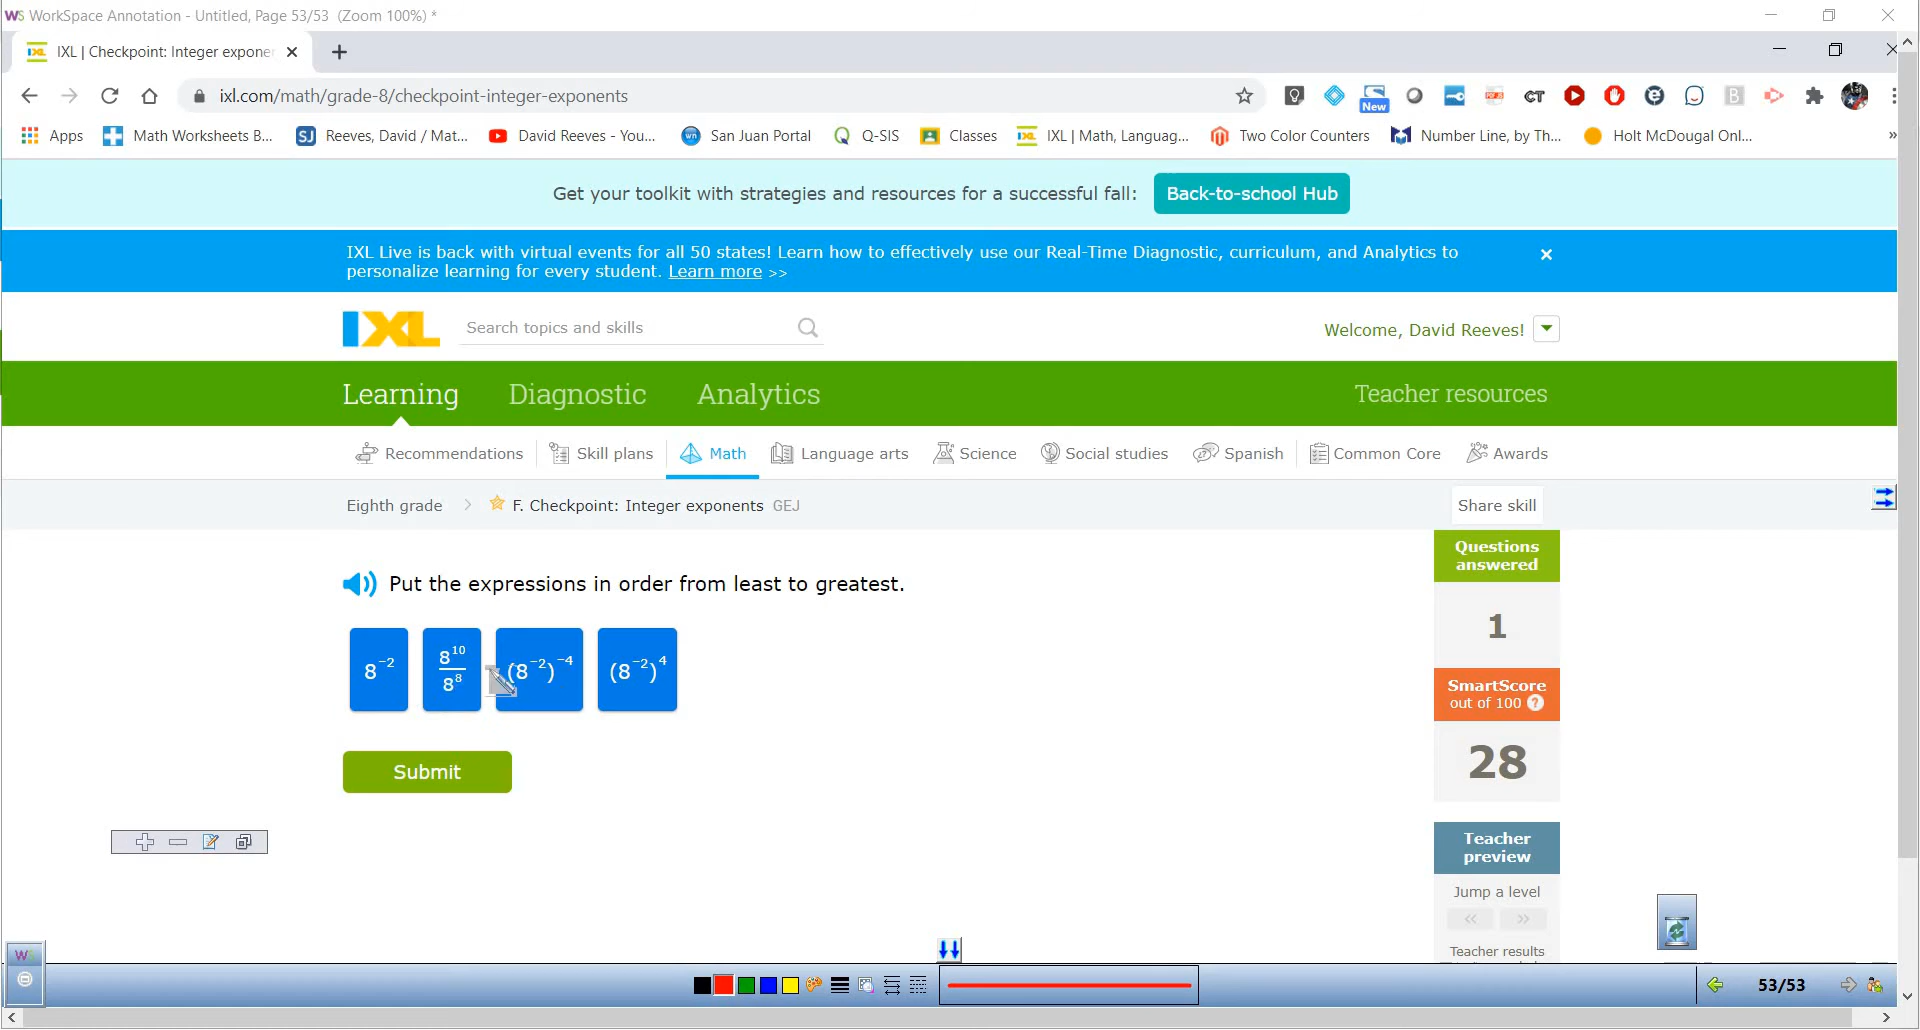 WS WorkSpace Annotation - Untitled, Page 53/53 (Zoom 100%) *
IXL | Checkpoint: Integer exponen
ixl.com/math/grade-8/checkpoint-integer-exponents
New
CT
Apps Math Worksheets B... SJ Reeves, David / Mat... David Reeves - You... wn San Juan Portal Q-SIS Classes IXL | Math, Languag... Two Color Counters Number Line, by Th... Holt McDougal Onl... »
Get your toolkit with strategies and resources for a successful fall: Back-to-school Hub
IXL Live is back with virtual events for all 50 states! Learn how to effectively use our Real-Time Diagnostic, curriculum, and Analytics to
personalize learning for every student. Learn more >>
IXL Search topics and skills Welcome, David Reeves!
Learning Diagnostic Analytics Teacher resources
Recommendations Skill plans Math Language arts Science Social studies Spanish Common Core Awards
Eighth grade > F. Checkpoint: Integer exponents GEJ Share skill
Questions
answered
1
Put the expressions in order from least to greatest.
8⁻² 8¹⁰/8⁸ (8⁻²)⁻⁴ (8⁻²)⁴
SmartScore
out of 100 ?
28
Submit
Teacher
preview
Jump a level
<< >>
Teacher results
WS
53/53